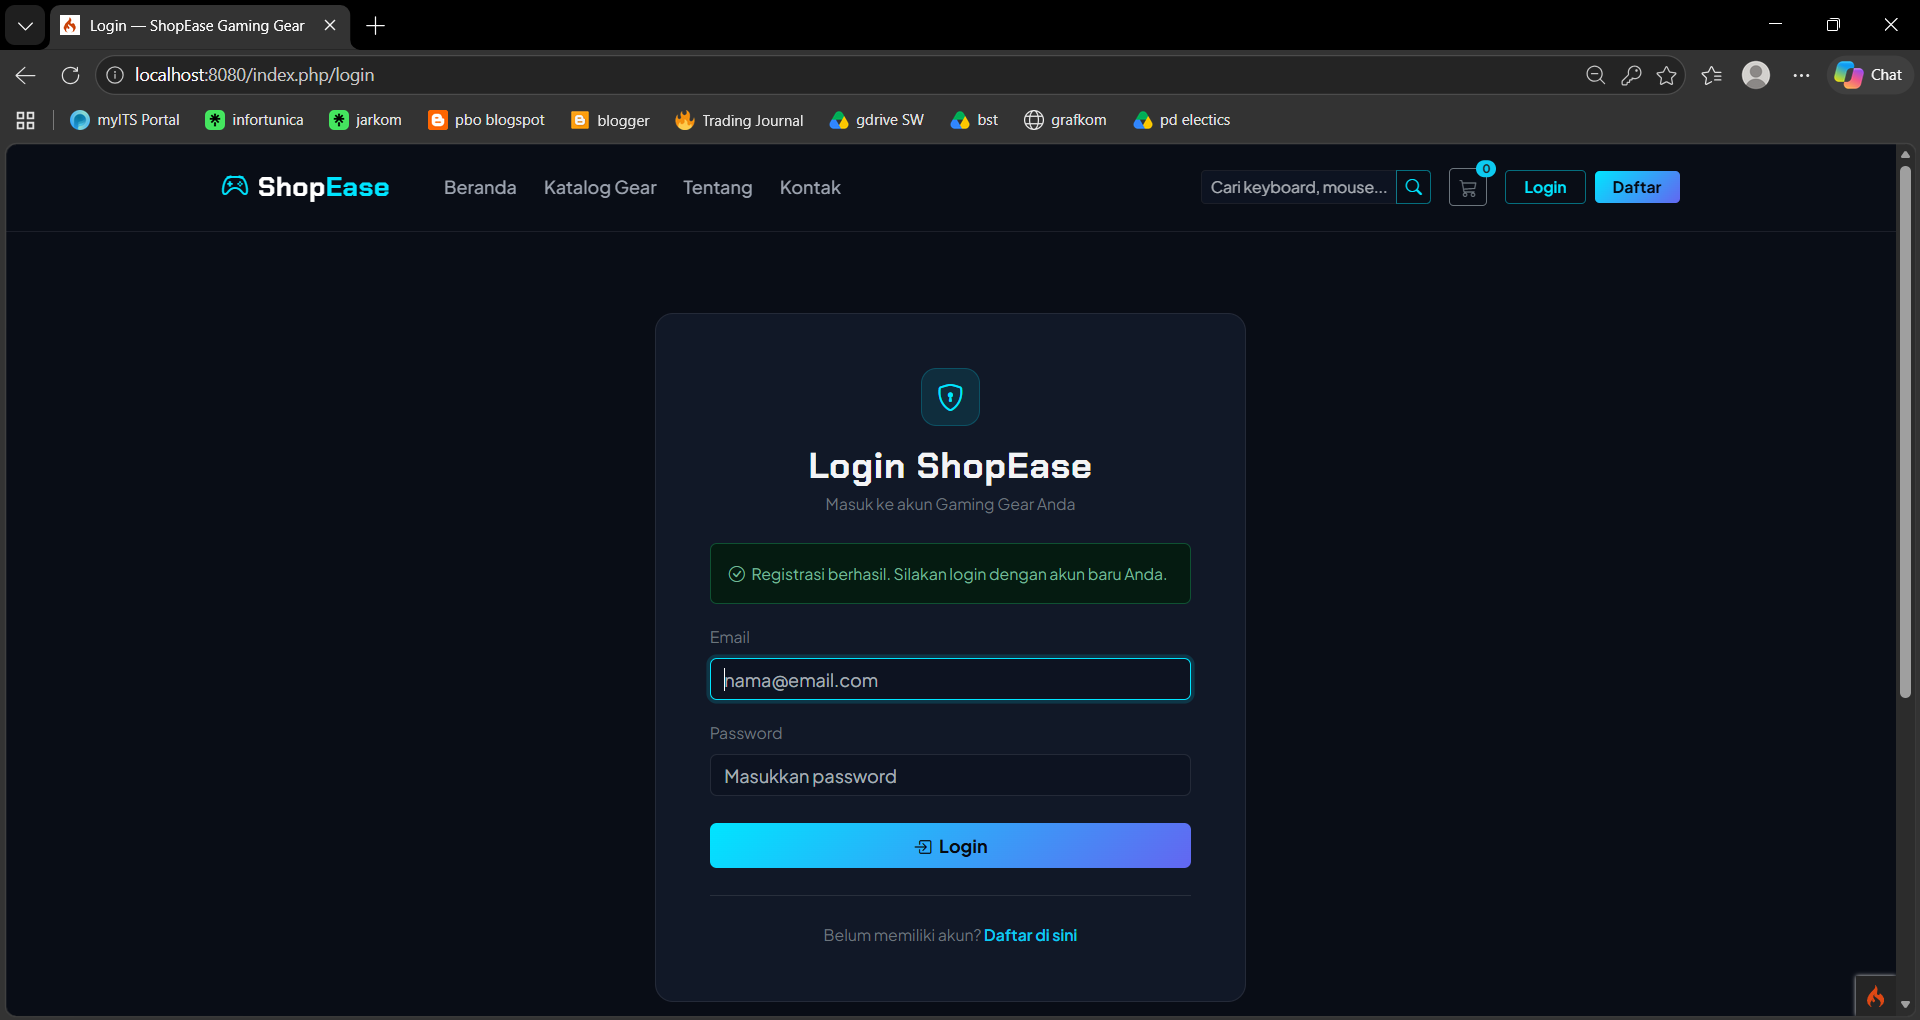 Login — ShopEase Gaming Gear
localhost:8080/index.php/login
Chat
myITS Portal
infortunica
jarkom
pbo blogspot
blogger
Trading Journal
gdrive SW
bst
grafkom
pd electics
ShopEase
Beranda
Katalog Gear
Tentang
Kontak
Cari keyboard, mouse...
0
Login
Daftar
Login ShopEase
Masuk ke akun Gaming Gear Anda
Registrasi berhasil. Silakan login dengan akun baru Anda.
Email
nama@email.com
Password
Masukkan password
Login
Belum memiliki akun? Daftar di sini